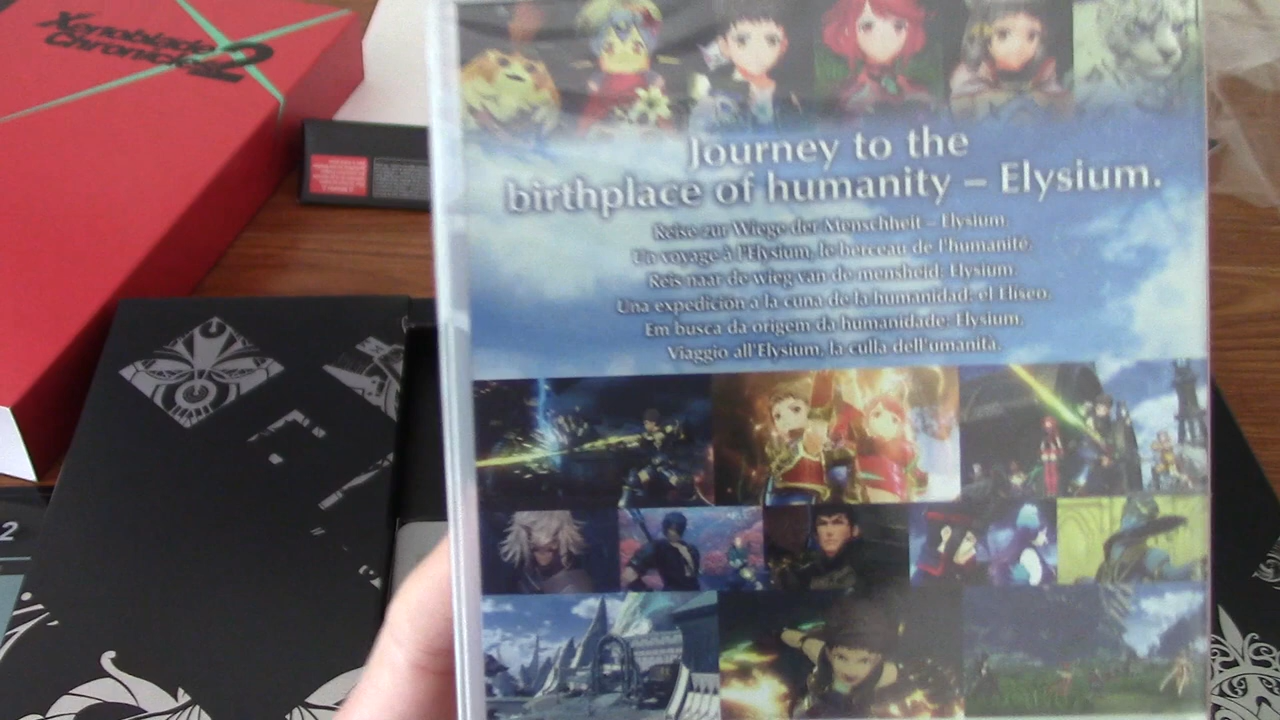 Xenoblade
Chronicles 2
Journey to the
birthplace of humanity – Elysium.
Reise zur Wiege der Menschheit – Elysium.
Un voyage à l'Elysium, le berceau de l'humanité.
Reis naar de wieg van de mensheid: Elysium.
Una expedición a la cuna de la humanidad: el Elíseo.
Em busca da origem da humanidade: Elysium.
Viaggio all'Elysium, la culla dell'umanità.
2